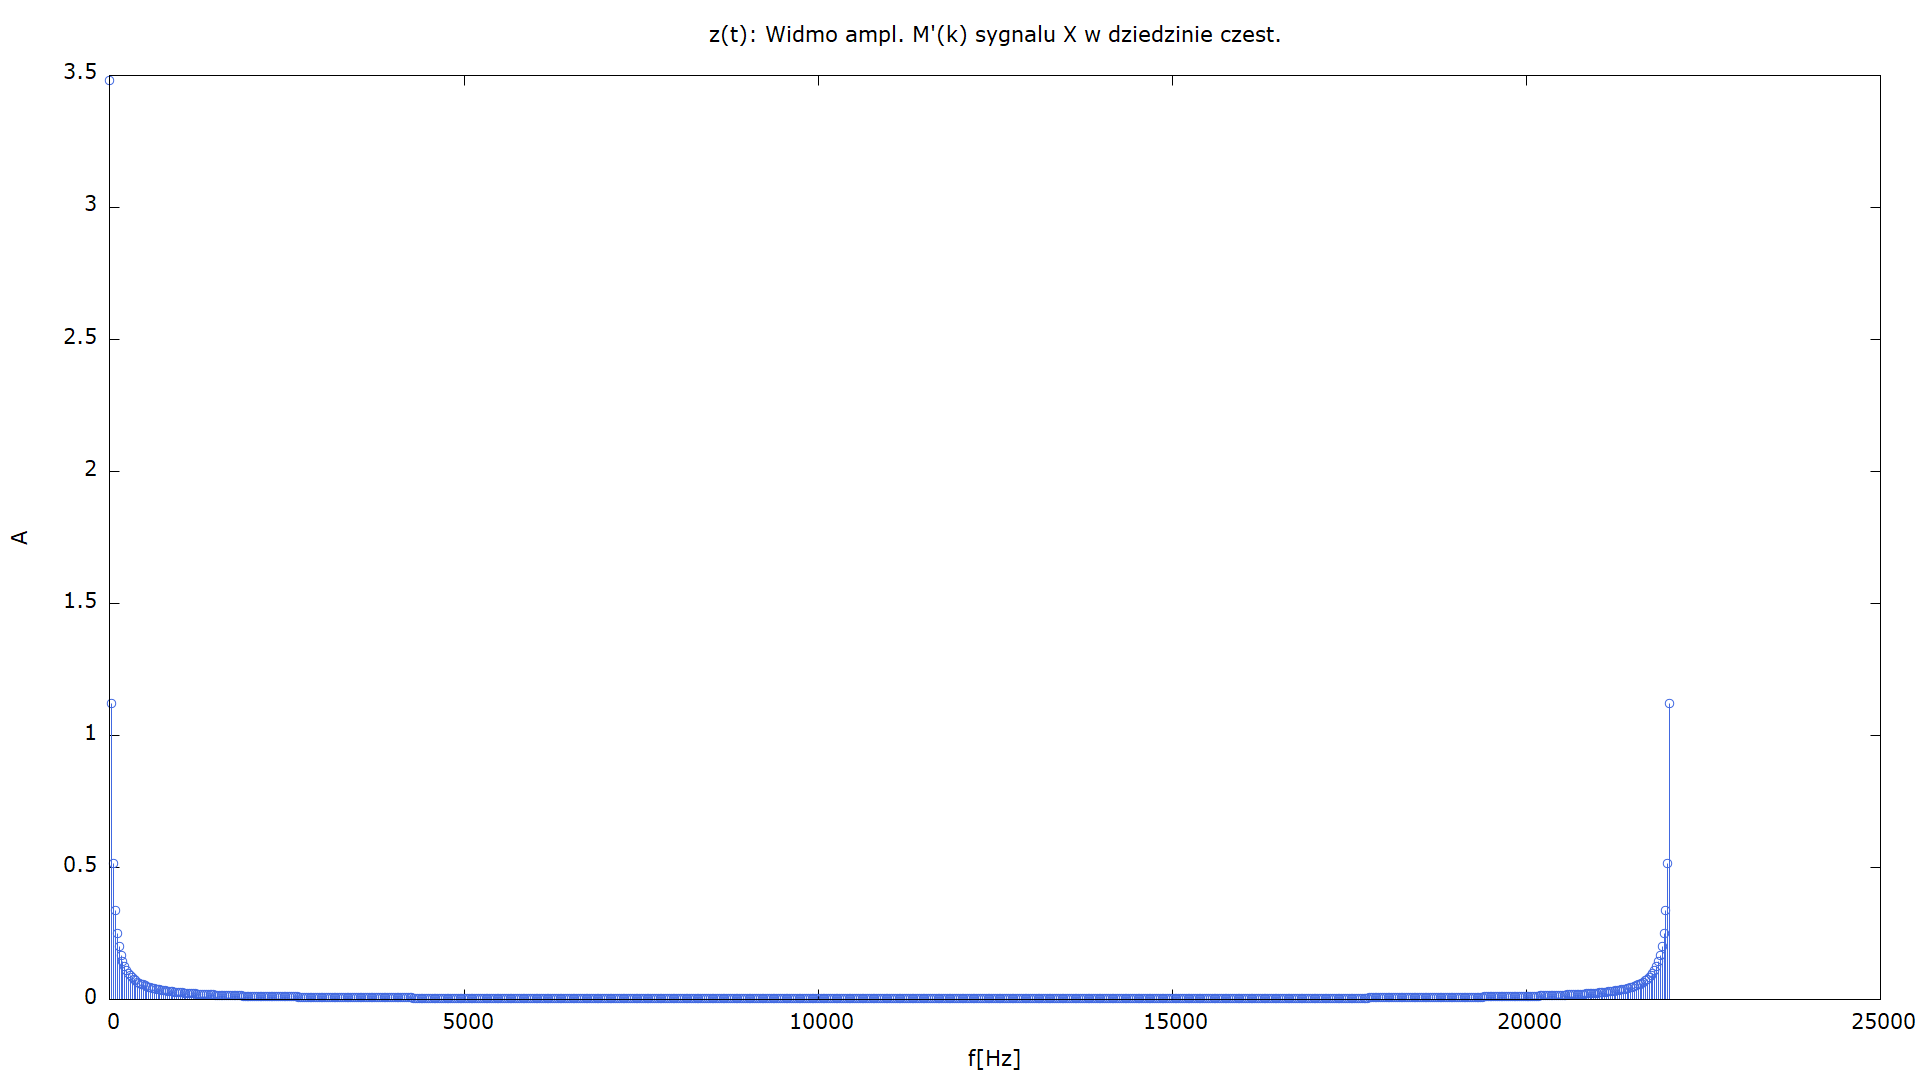 z(t): Widmo ampl. M'(k) sygnalu X w dziedzinie czest.
3.5
3
2.5
2
1.5
1
0.5
0
A
0 5000 10000 15000 20000 25000
f[Hz]